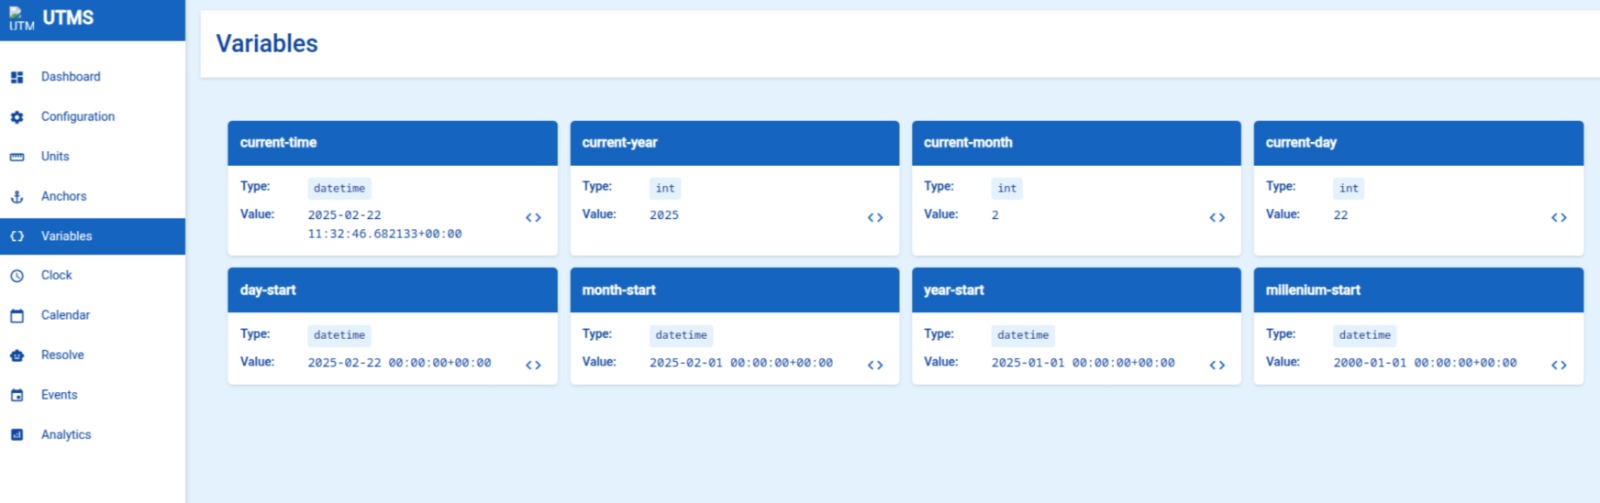 UTM
UTMS
Dashboard
Configuration
Units
Anchors
Variables
Clock
Calendar
Resolve
Events
Analytics
Variables
current-time
Type: datetime
Value: 2025-02-22
11:32:46.682133+00:00
current-year
Type: int
Value: 2025
current-month
Type: int
Value: 2
current-day
Type: int
Value: 22
day-start
Type: datetime
Value: 2025-02-22 00:00:00+00:00
month-start
Type: datetime
Value: 2025-02-01 00:00:00+00:00
year-start
Type: datetime
Value: 2025-01-01 00:00:00+00:00
millenium-start
Type: datetime
Value: 2000-01-01 00:00:00+00:00